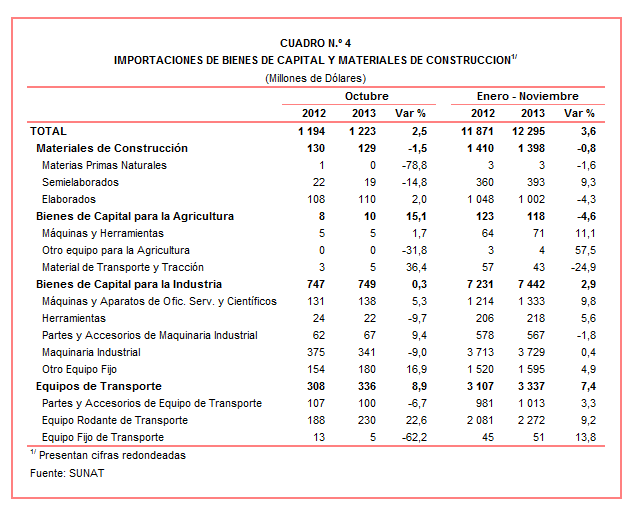 CUADRO N.º 4
IMPORTACIONES DE BIENES DE CAPITAL Y MATERIALES DE CONSTRUCCION1/
(Millones de Dólares)
Octubre Enero - Noviembre
2012 2013 Var % 2012 2013 Var %
TOTAL 1 194 1 223 2,5 11 871 12 295 3,6
Materiales de Construcción 130 129 -1,5 1 410 1 398 -0,8
Materias Primas Naturales 1 0 -78,8 3 3 -1,6
Semielaborados 22 19 -14,8 360 393 9,3
Elaborados 108 110 2,0 1 048 1 002 -4,3
Bienes de Capital para la Agricultura 8 10 15,1 123 118 -4,6
Máquinas y Herramientas 5 5 1,7 64 71 11,1
Otro equipo para la Agricultura 0 0 -31,8 3 4 57,5
Material de Transporte y Tracción 3 5 36,4 57 43 -24,9
Bienes de Capital para la Industria 747 749 0,3 7 231 7 442 2,9
Máquinas y Aparatos de Ofic. Serv. y Científicos 131 138 5,3 1 214 1 333 9,8
Herramientas 24 22 -9,7 206 218 5,6
Partes y Accesorios de Maquinaria Industrial 62 67 9,4 578 567 -1,8
Maquinaria Industrial 375 341 -9,0 3 713 3 729 0,4
Otro Equipo Fijo 154 180 16,9 1 520 1 595 4,9
Equipos de Transporte 308 336 8,9 3 107 3 337 7,4
Partes y Accesorios de Equipo de Transporte 107 100 -6,7 981 1 013 3,3
Equipo Rodante de Transporte 188 230 22,6 2 081 2 272 9,2
Equipo Fijo de Transporte 13 5 -62,2 45 51 13,8
1/ Presentan cifras redondeadas
Fuente: SUNAT